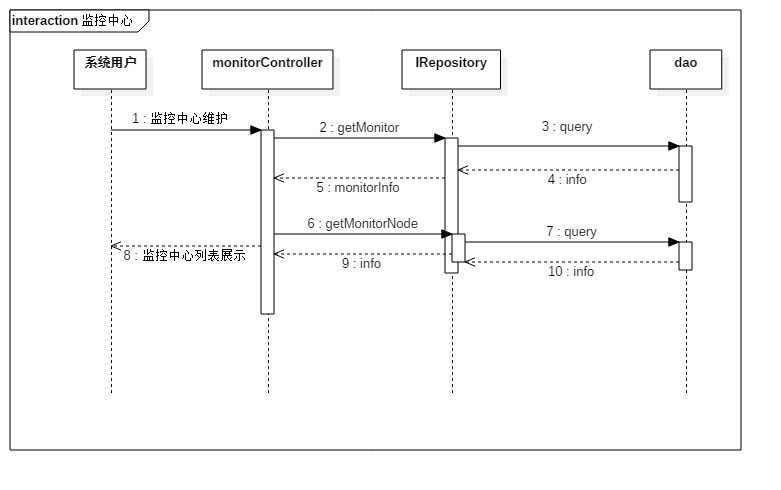 interaction 监控中心
系统用户
monitorController
IRepository
dao
1 : 监控中心维护
2 : getMonitor
3 : query
4 : info
5 : monitorInfo
6 : getMonitorNode
7 : query
8 : 监控中心列表展示
9 : info
10 : info